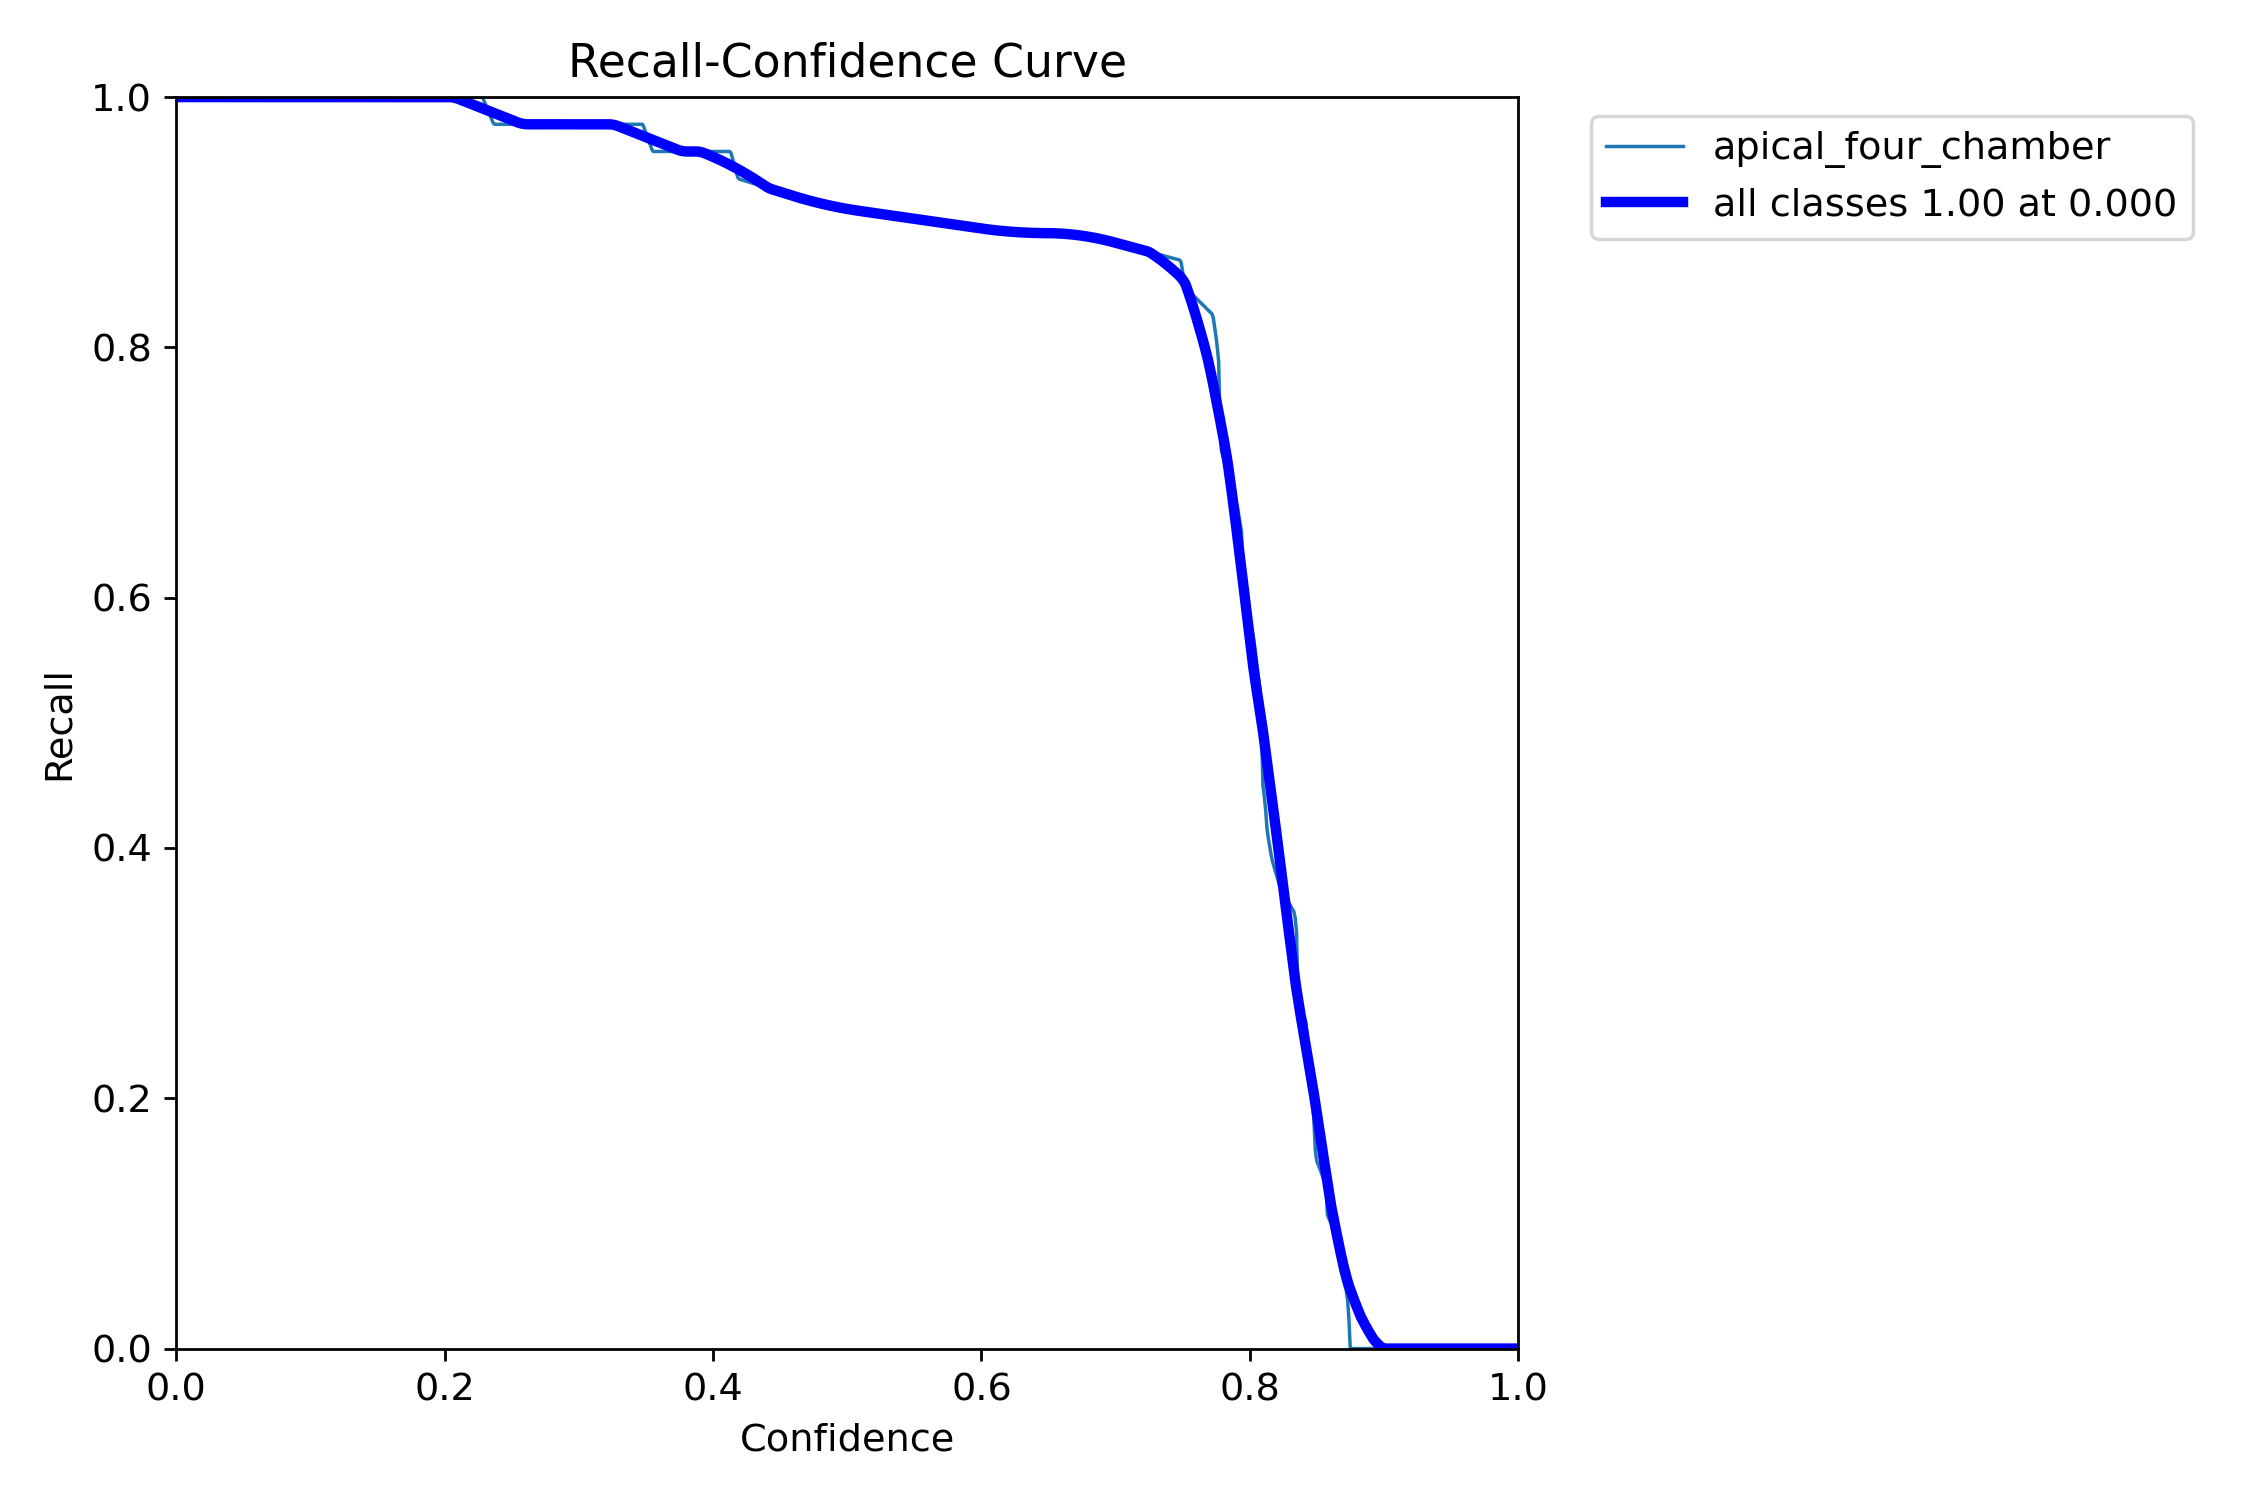 Recall-Confidence Curve
1.0
0.8
0.6
0.4
0.2
0.0
Recall
0.0 0.2 0.4 0.6 0.8 1.0
Confidence
apical_four_chamber
all classes 1.00 at 0.000